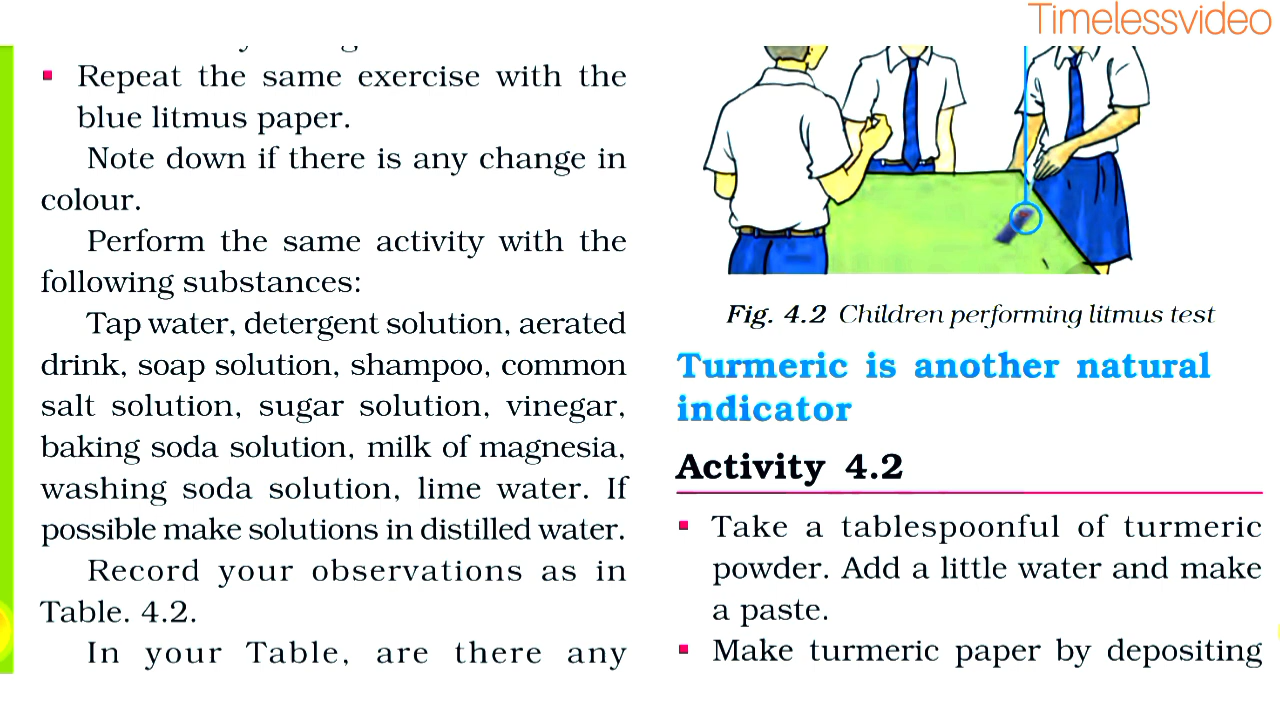 Timelessvideo
Repeat the same exercise with the
blue litmus paper.
Note down if there is any change in
colour.
Perform the same activity with the
following substances:
Tap water, detergent solution, aerated
drink, soap solution, shampoo, common
salt solution, sugar solution, vinegar,
baking soda solution, milk of magnesia,
washing soda solution, lime water. If
possible make solutions in distilled water.
Record your observations as in
Table. 4.2.
In your Table, are there any
Fig. 4.2 Children performing litmus test
Turmeric is another natural
indicator
Activity 4.2
Take a tablespoonful of turmeric
powder. Add a little water and make
a paste.
Make turmeric paper by depositing